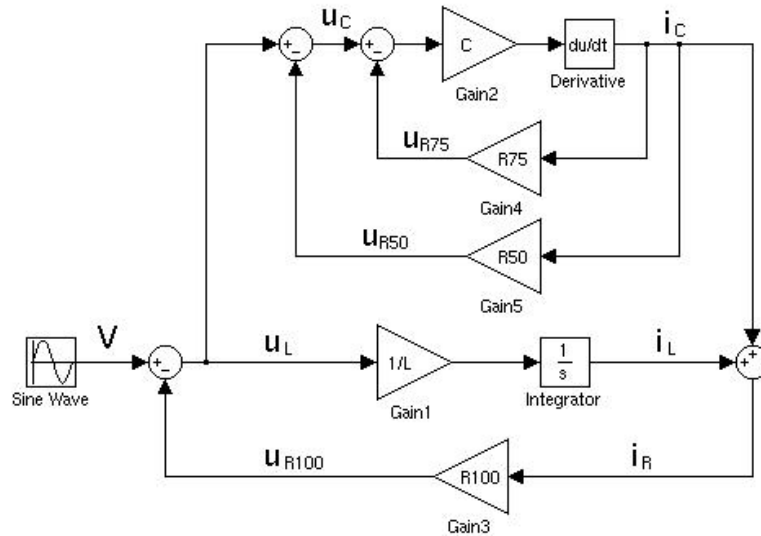 u_C
i_C
+
−
+
−
C
du/dt
Gain2
Derivative
u_R75
R75
Gain4
u_R50
R50
Gain5
V
u_L
i_L
+
−
1/L
1
s
+
+
Sine Wave
Gain1
Integrator
u_R100
R100
i_R
Gain3